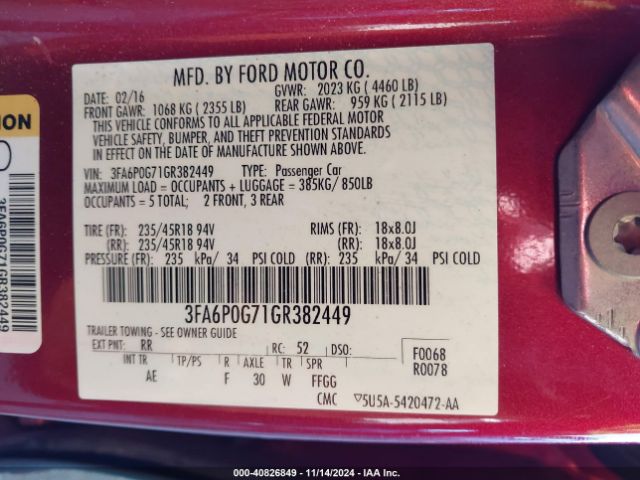 MFD. BY FORD MOTOR CO.
DATE: 02/16 GVWR: 2023 KG ( 4460 LB)
FRONT GAWR: 1068 KG ( 2355 LB) REAR GAWR: 959 KG ( 2115 LB)
THIS VEHICLE CONFORMS TO ALL APPLICABLE FEDERAL MOTOR
VEHICLE SAFETY, BUMPER, AND THEFT PREVENTION STANDARDS
IN EFFECT ON THE DATE OF MANUFACTURE SHOWN ABOVE.
VIN: 3FA6P0G71GR382449 TYPE: Passenger Car
MAXIMUM LOAD = OCCUPANTS + LUGGAGE = 385KG/ 850LB
OCCUPANTS = 5 TOTAL; 2 FRONT, 3 REAR
TIRE (FR): 235/45R18 94V RIMS (FR): 18x8.0J
(RR): 235/45R18 94V (RR): 18x8.0J
PRESSURE (FR): 235 kPa/ 34 PSI COLD (RR): 235 kPa/ 34 PSI COLD
3FA6P0G71GR382449
TRAILER TOWING - SEE OWNER GUIDE
EXT PNT: RR RC: 52 DSO: F0068
INT TR TP/PS R AXLE TR SPR R0078
AE F 30 W FFGG
CMC ▽5U5A-5420472-AA
3FA6P0G71GR382449
000-40826849 - 11/14/2024 - IAA Inc.